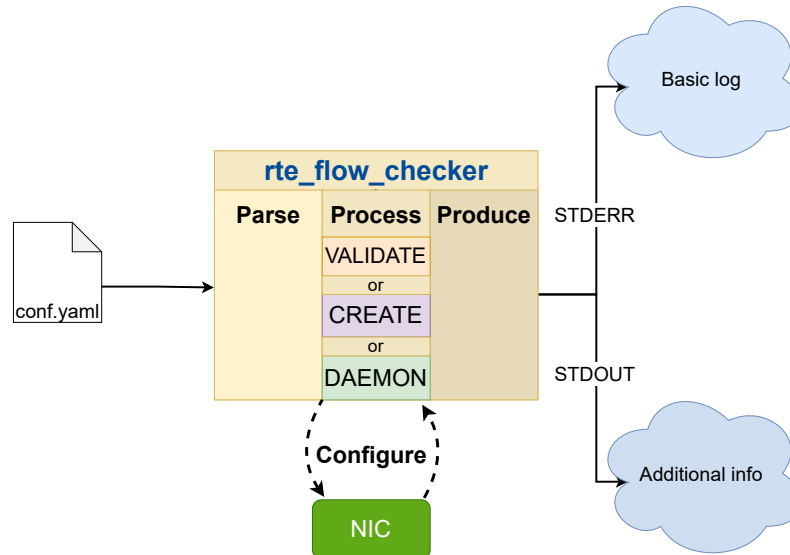 Basic log
rte_flow_checker
Parse
Process
Produce
VALIDATE
or
CREATE
or
DAEMON
STDERR
conf.yaml
STDOUT
Configure
Additional info
NIC